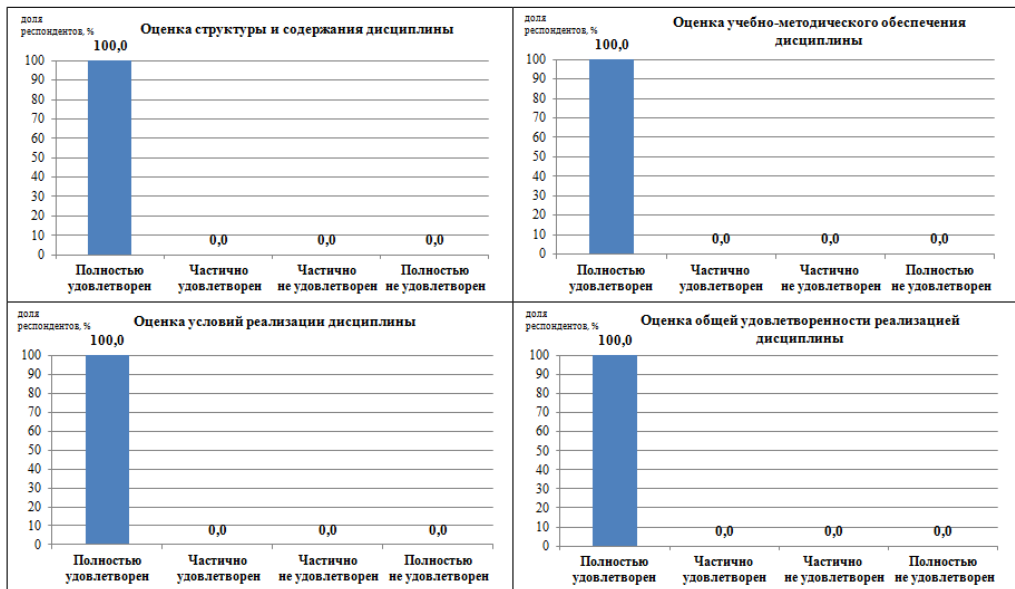 доля
респондентов, %
Оценка структуры и содержания дисциплины
100,0
100
90
80
70
60
50
40
30
20
10
0
0,0 0,0 0,0
Полностью удовлетворен
Частично удовлетворен
Частично не удовлетворен
Полностью не удовлетворен
доля
респондентов, %
Оценка учебно-методического обеспечения
дисциплины
100,0
100
90
80
70
60
50
40
30
20
10
0
0,0 0,0 0,0
Полностью удовлетворен
Частично удовлетворен
Частично не удовлетворен
Полностью не удовлетворен
доля
респондентов, %
Оценка условий реализации дисциплины
100,0
100
90
80
70
60
50
40
30
20
10
0
0,0 0,0 0,0
Полностью удовлетворен
Частично удовлетворен
Частично не удовлетворен
Полностью не удовлетворен
доля
респондентов, %
Оценка общей удовлетворенности реализацией
дисциплины
100,0
100
90
80
70
60
50
40
30
20
10
0
0,0 0,0 0,0
Полностью удовлетворен
Частично удовлетворен
Частично не удовлетворен
Полностью не удовлетворен